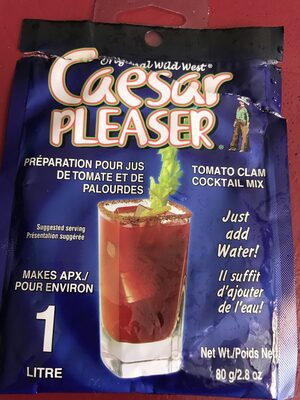 Original Wild West®
Caesar
PLEASER®
PRÉPARATION POUR JUS
DE TOMATE ET DE
PALOURDES
TOMATO CLAM
COCKTAIL MIX
Suggested serving
Présentation suggérée
Just
add
Water!
MAKES APX./
POUR ENVIRON
1
LITRE
Il suffit
d'ajouter
de l'eau!
Net Wt./Poids Net
80 g/2.8 oz